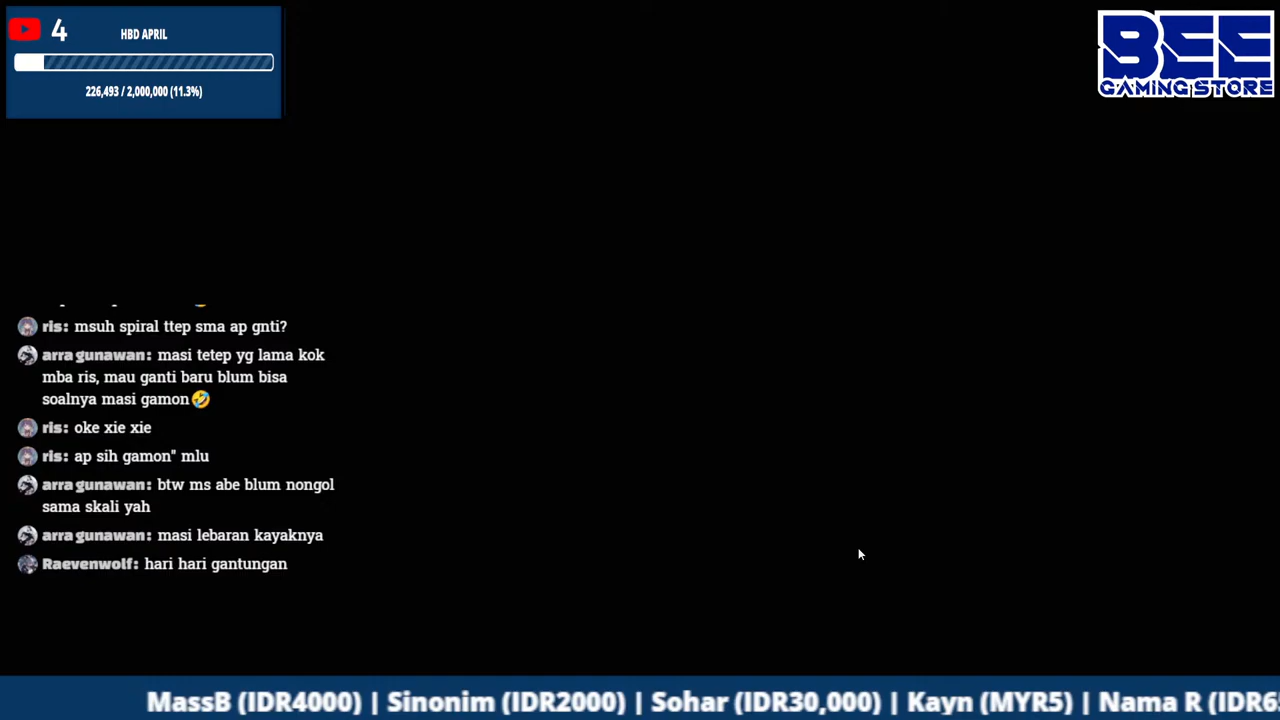 4 HBD APRIL
226,493 / 2,000,000 (11.3%)
BEE
GAMING STORE
ris: msuh spiral ttep sma ap gnti?
arra gunawan: masi tetep yg lama kok
mba ris, mau ganti baru blum bisa
soalnya masi gamon🤣
ris: oke xie xie
ris: ap sih gamon" mlu
arra gunawan: btw ms abe blum nongol
sama skali yah
arra gunawan: masi lebaran kayaknya
Raevenwolf: hari hari gantungan
MassB (IDR4000) | Sinonim (IDR2000) | Sohar (IDR30,000) | Kayn (MYR5) | Nama R (IDR6